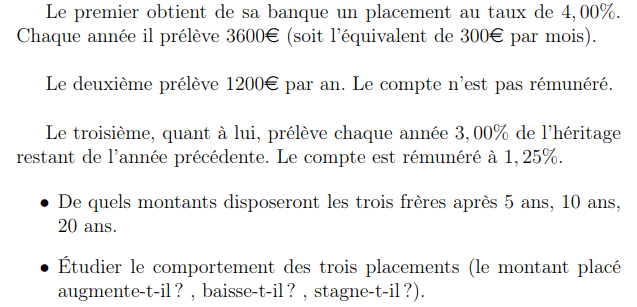 Le premier obtient de sa banque un placement au taux de 4,00%.
Chaque année il prélève 3600€ (soit l'équivalent de 300€ par mois).
Le deuxième prélève 1200€ par an. Le compte n'est pas rémunéré.
Le troisième, quant à lui, prélève chaque année 3,00% de l'héritage
restant de l'année précédente. Le compte est rémunéré à 1,25%.
• De quels montants disposeront les trois frères après 5 ans, 10 ans,
20 ans.
• Étudier le comportement des trois placements (le montant placé
augmente-t-il ? , baisse-t-il ? , stagne-t-il ?).